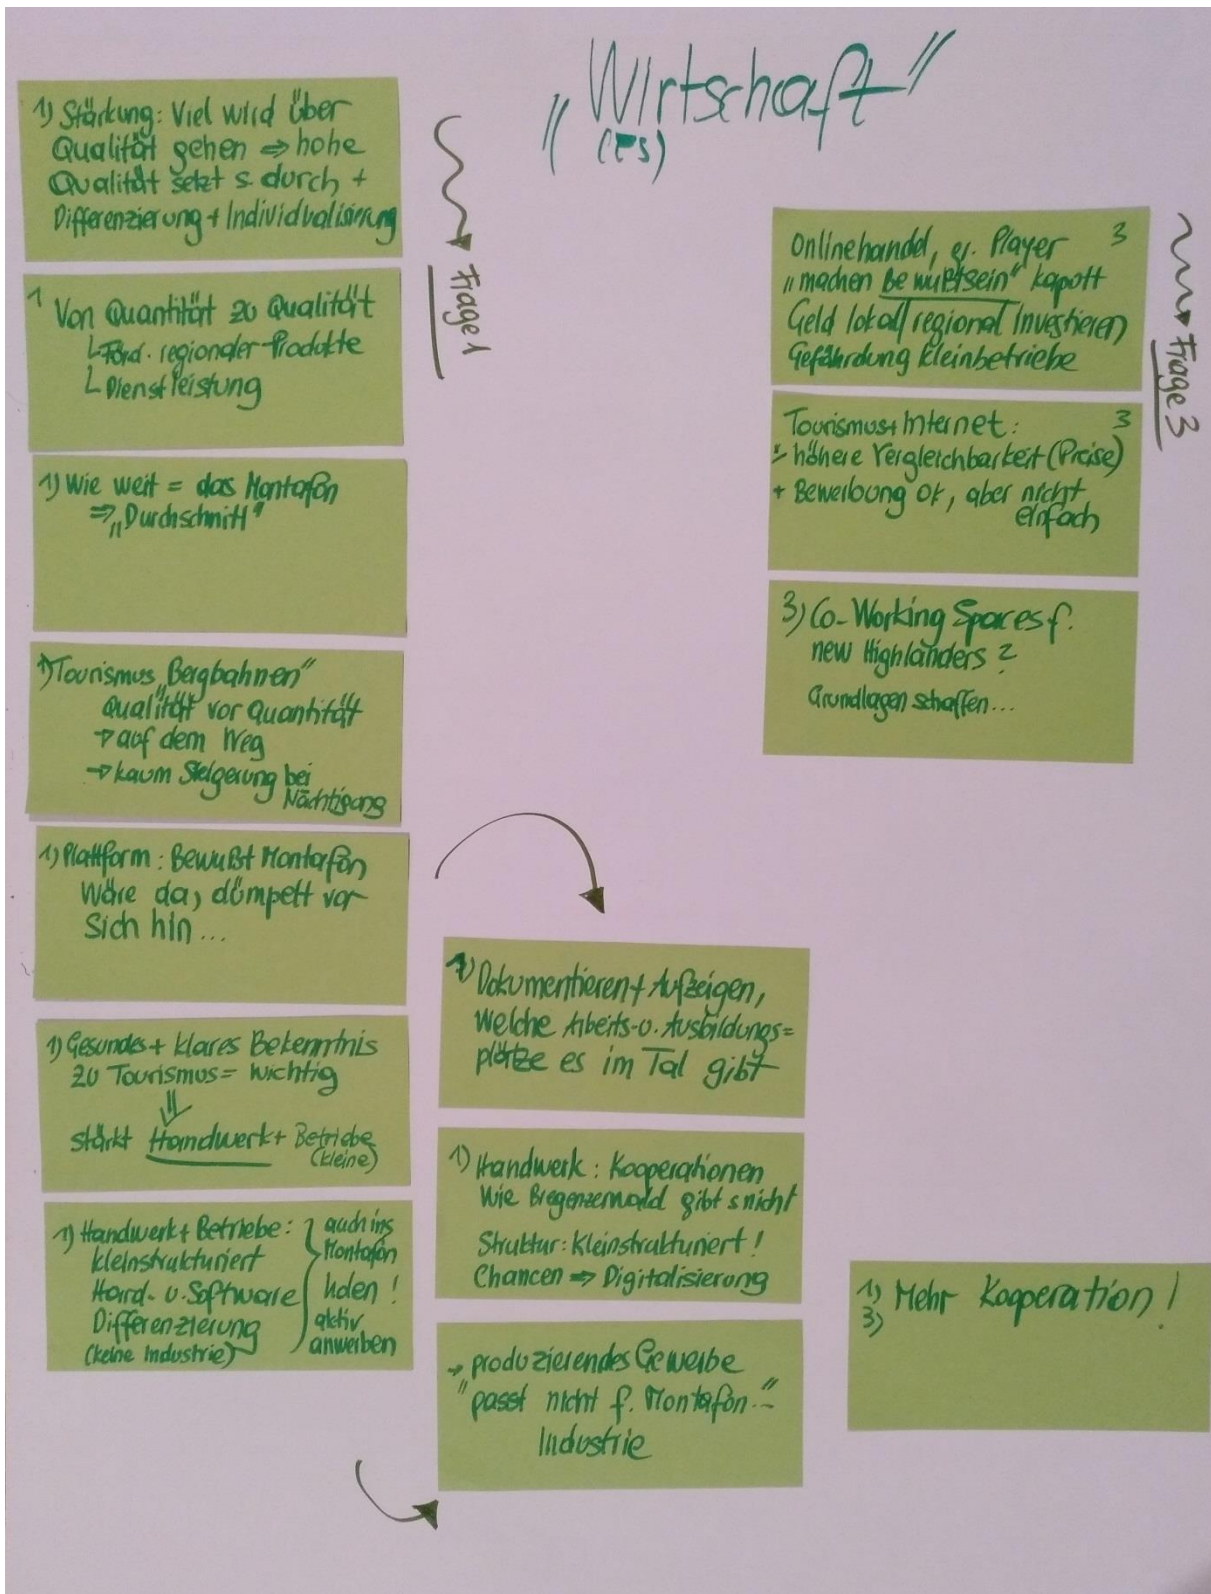 „Wirtschaft"
(ES)
1) Stärkung: Viel wird über
Qualität gehen ⇒ hohe
Qualität setzt s. durch +
Differenzierung + Individualisierung
Frage 1
1 Von Quantität zu Qualität
└ Förd. regionaler Produkte
└ Dienstleistung
1) Wie weit = das Montafon
⇒ „Durchschnitt"
1) Tourismus „Bergbahnen"
Qualität vor Quantität
→ auf dem Weg
→ kaum Steigerung bei
Nächtigung
1) Plattform: Bewußt Montafon
wäre da, dümpelt vor
sich hin ...
1) Gesundes + klares Bekenntnis
zu Tourismus = wichtig
⇓
stärkt Handwerk + Betriebe
(kleine)
1) Handwerk + Betriebe:
kleinstrukturiert
Hard- u. Software
Differenzierung
(keine Industrie)
auch ins
Montafon
holen!
aktiv
anwerben
1) Dokumentieren + Aufzeigen,
welche Arbeits- u. Ausbildungs=
plätze es im Tal gibt
1) Handwerk: Kooperationen
wie Bregenzerwald gibt s nicht
Struktur: Kleinstrukturiert!
Chancen ⇒ Digitalisierung
→ produzierendes Gewerbe
"passt nicht f. Montafon.-"
Industrie
Onlinehandel, gr. Player 3
„machen Bewußtsein" kaputt
Geld lokal/regional investieren
Gefährdung Kleinbetriebe
Frage 3
Tourismus + Internet: 3
höhere Vergleichbarkeit (Preise)
+ Bewerbung ok, aber nicht
einfach
3) Co-Working Spaces f.
new Highlanders?
Grundlagen schaffen...
1) Mehr Kooperation!
3)